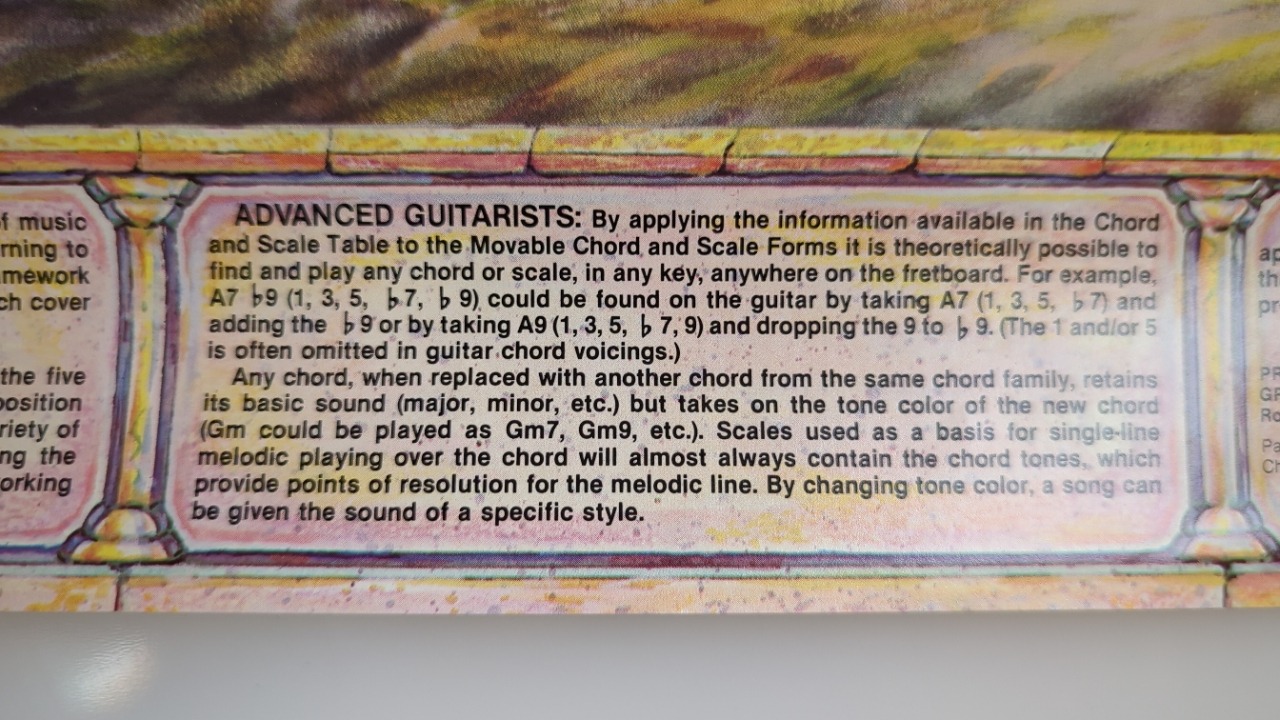 f music
rning to
mework
ch cover
the five
osition
riety of
ng the
orking
ADVANCED GUITARISTS: By applying the information available in the Chord
and Scale Table to the Movable Chord and Scale Forms it is theoretically possible to
find and play any chord or scale, in any key, anywhere on the fretboard. For example,
A7 ♭9 (1, 3, 5, ♭7, ♭ 9) could be found on the guitar by taking A7 (1, 3, 5, ♭7) and
adding the ♭9 or by taking A9 (1, 3, 5, ♭ 7, 9) and dropping the 9 to ♭ 9. (The 1 and/or 5
is often omitted in guitar chord voicings.)
Any chord, when replaced with another chord from the same chord family, retains
its basic sound (major, minor, etc.) but takes on the tone color of the new chord
(Gm could be played as Gm7, Gm9, etc.). Scales used as a basis for single-line
melodic playing over the chord will almost always contain the chord tones, which
provide points of resolution for the melodic line. By changing tone color, a song can
be given the sound of a specific style.
ap
th
pr
PR
GR
Ro
Pa
Ch